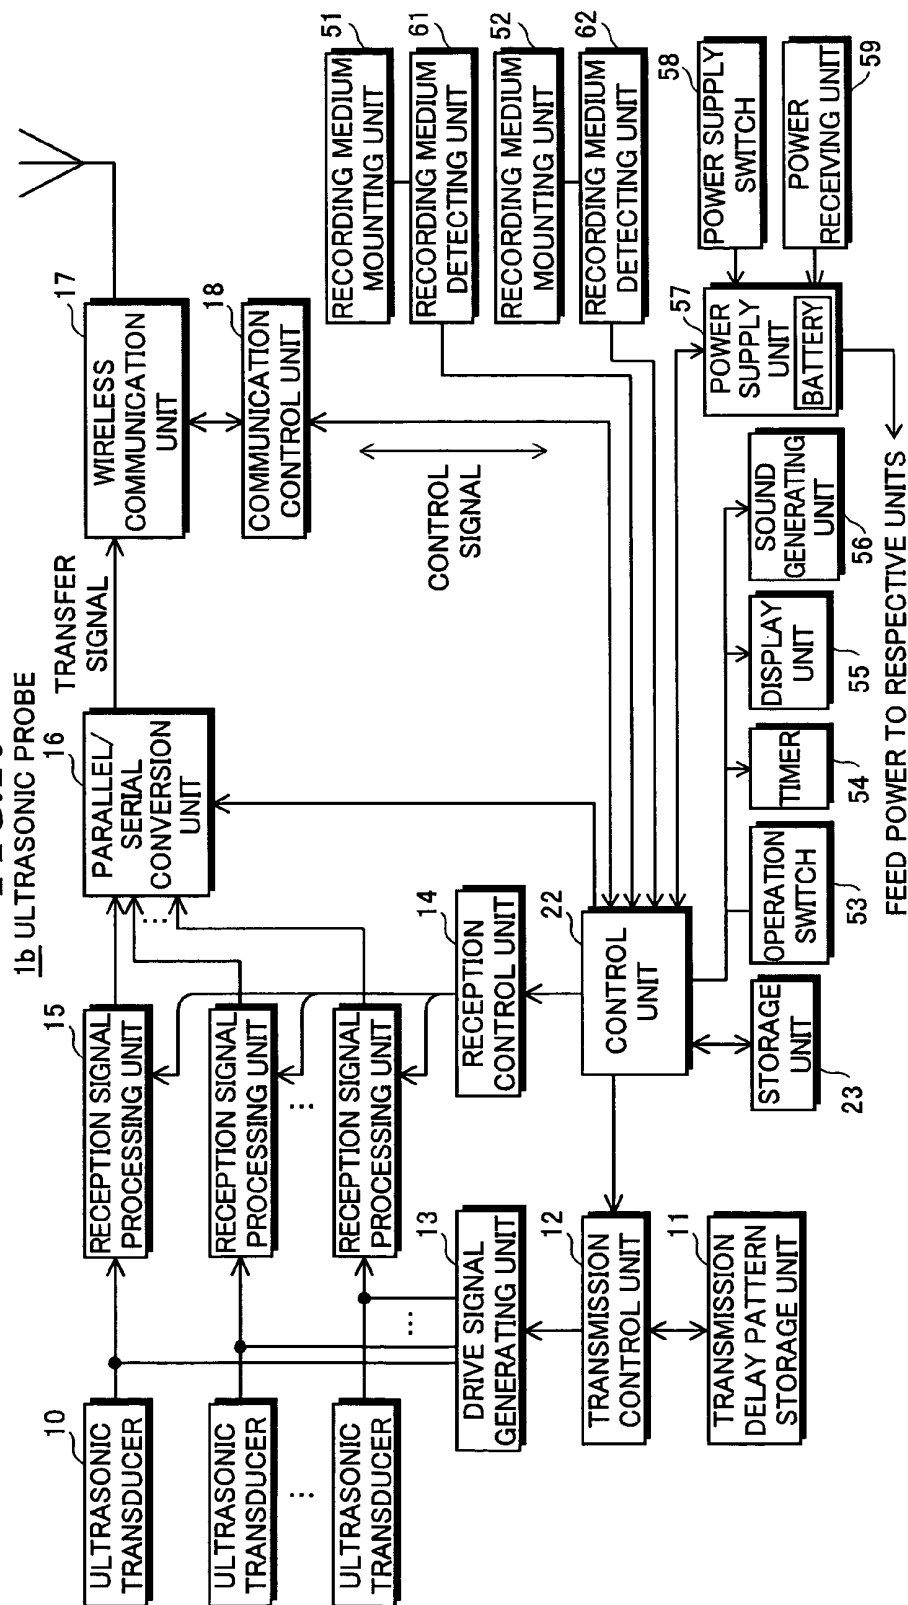 1b ULTRASONIC PROBE
10
ULTRASONIC
TRANSDUCER
ULTRASONIC
TRANSDUCER
...
ULTRASONIC
TRANSDUCER
15
RECEPTION SIGNAL
PROCESSING UNIT
RECEPTION SIGNAL
PROCESSING UNIT
...
RECEPTION SIGNAL
PROCESSING UNIT
...
16
PARALLEL/
SERIAL
CONVERSION
UNIT
...
TRANSFER
SIGNAL
17
WIRELESS
COMMUNICATION
UNIT
18
COMMUNICATION
CONTROL UNIT
CONTROL
SIGNAL
13
DRIVE SIGNAL
GENERATING UNIT
12
TRANSMISSION
CONTROL UNIT
11
TRANSMISSION
DELAY PATTERN
STORAGE UNIT
14
RECEPTION
CONTROL UNIT
22
CONTROL
UNIT
STORAGE
UNIT
23
51
RECORDING MEDIUM
MOUNTING UNIT
61
RECORDING MEDIUM
DETECTING UNIT
52
RECORDING MEDIUM
MOUNTING UNIT
62
RECORDING MEDIUM
DETECTING UNIT
OPERATION
SWITCH
53
TIMER
54
DISPLAY
UNIT
55
SOUND
GENERATING
UNIT
56
57
POWER
SUPPLY
UNIT
BATTERY
58
POWER SUPPLY
SWITCH
POWER
RECEIVING UNIT
59
FEED POWER TO RESPECTIVE UNITS